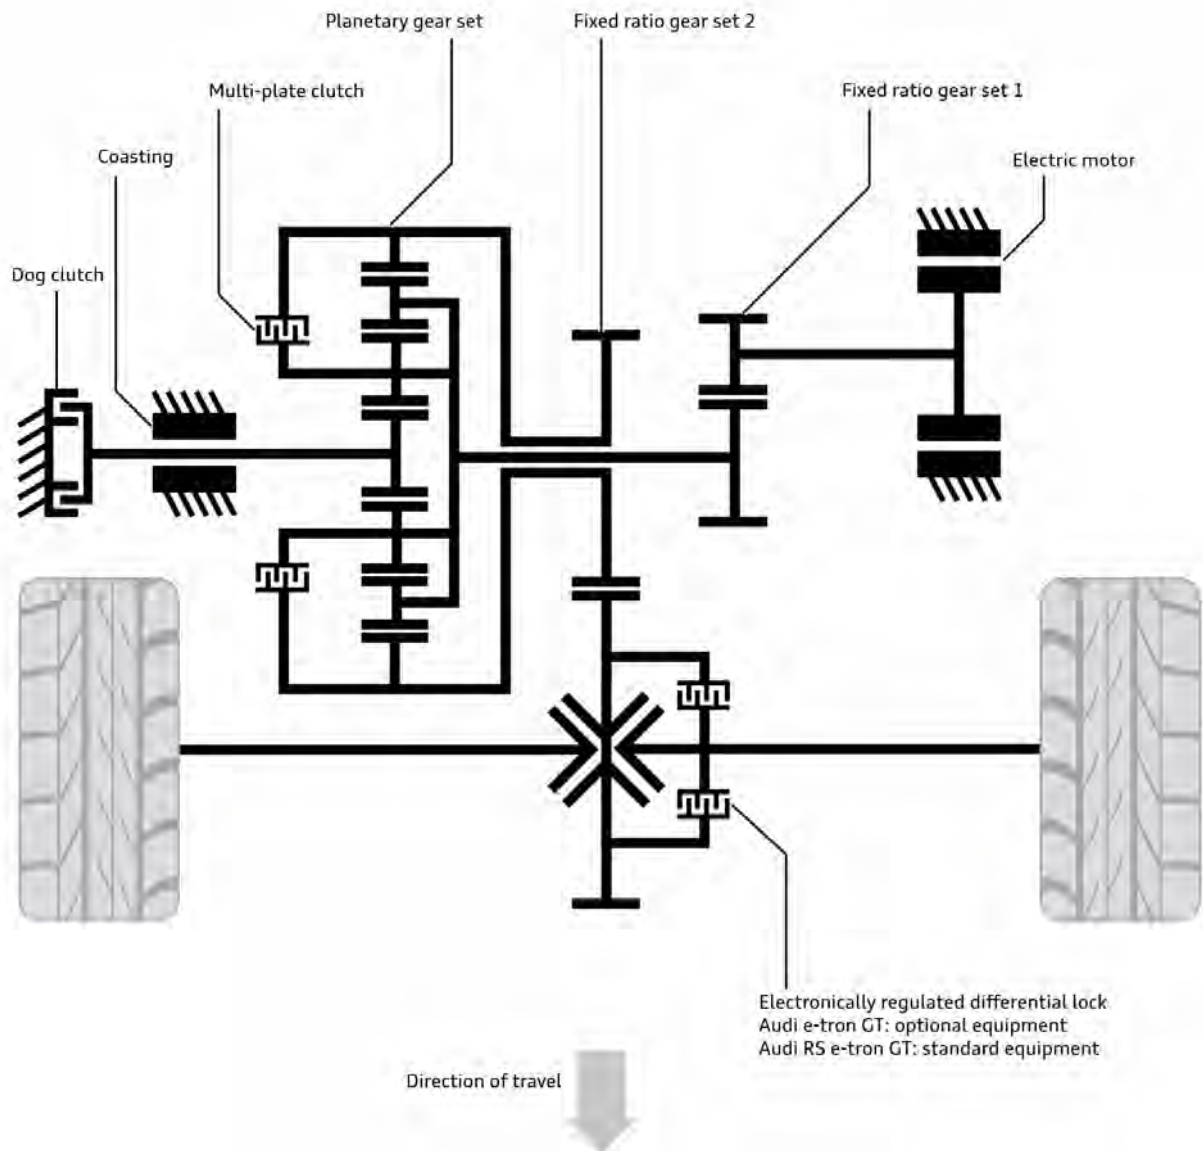 Planetary gear set
Fixed ratio gear set 2
Multi-plate clutch
Fixed ratio gear set 1
Coasting
Electric motor
Dog clutch
Electronically regulated differential lock
Audi e-tron GT: optional equipment
Audi RS e-tron GT: standard equipment
Direction of travel